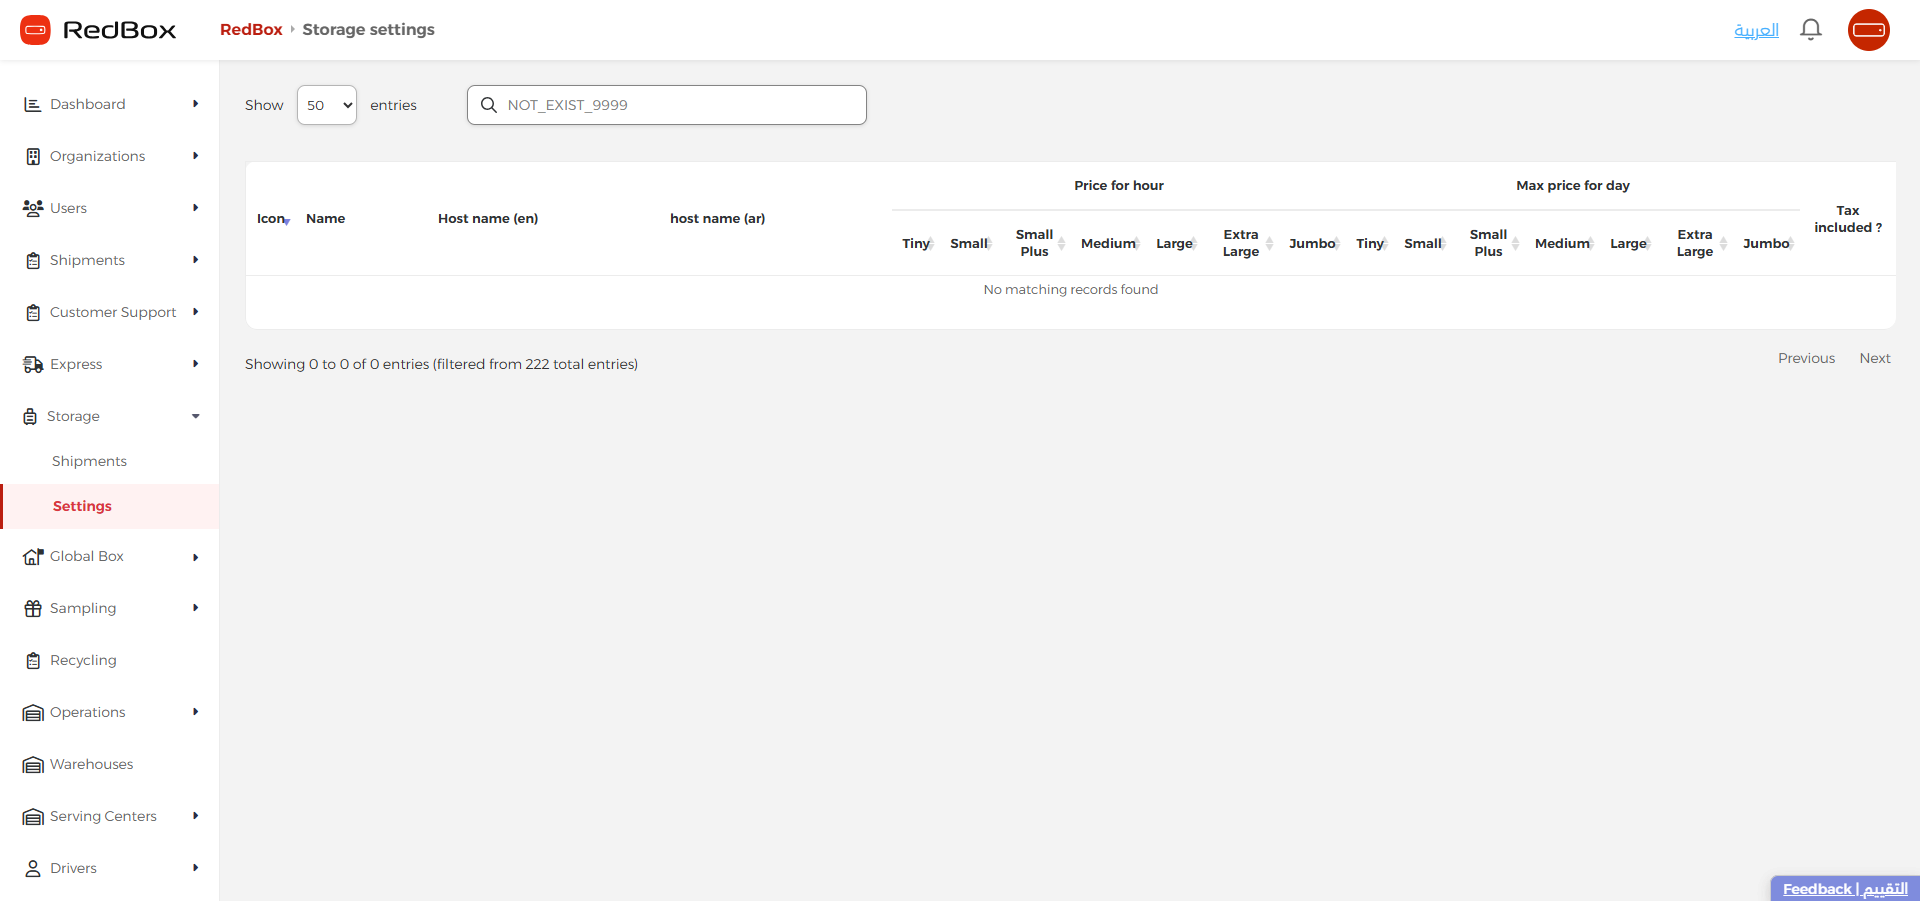 RedBox
RedBox › Storage settings
العربية
Dashboard
Organizations
Users
Shipments
Customer Support
Express
Storage
Shipments
Settings
Global Box
Sampling
Recycling
Operations
Warehouses
Serving Centers
Drivers
Show 50 entries
NOT_EXIST_9999
Price for hour
Max price for day
Icon Name Host name (en) host name (ar)
Tax included ?
Tiny Small Small Plus Medium Large Extra Large Jumbo Tiny Small Small Plus Medium Large Extra Large Jumbo
No matching records found
Showing 0 to 0 of 0 entries (filtered from 222 total entries)
Previous Next
Feedback | التقييم